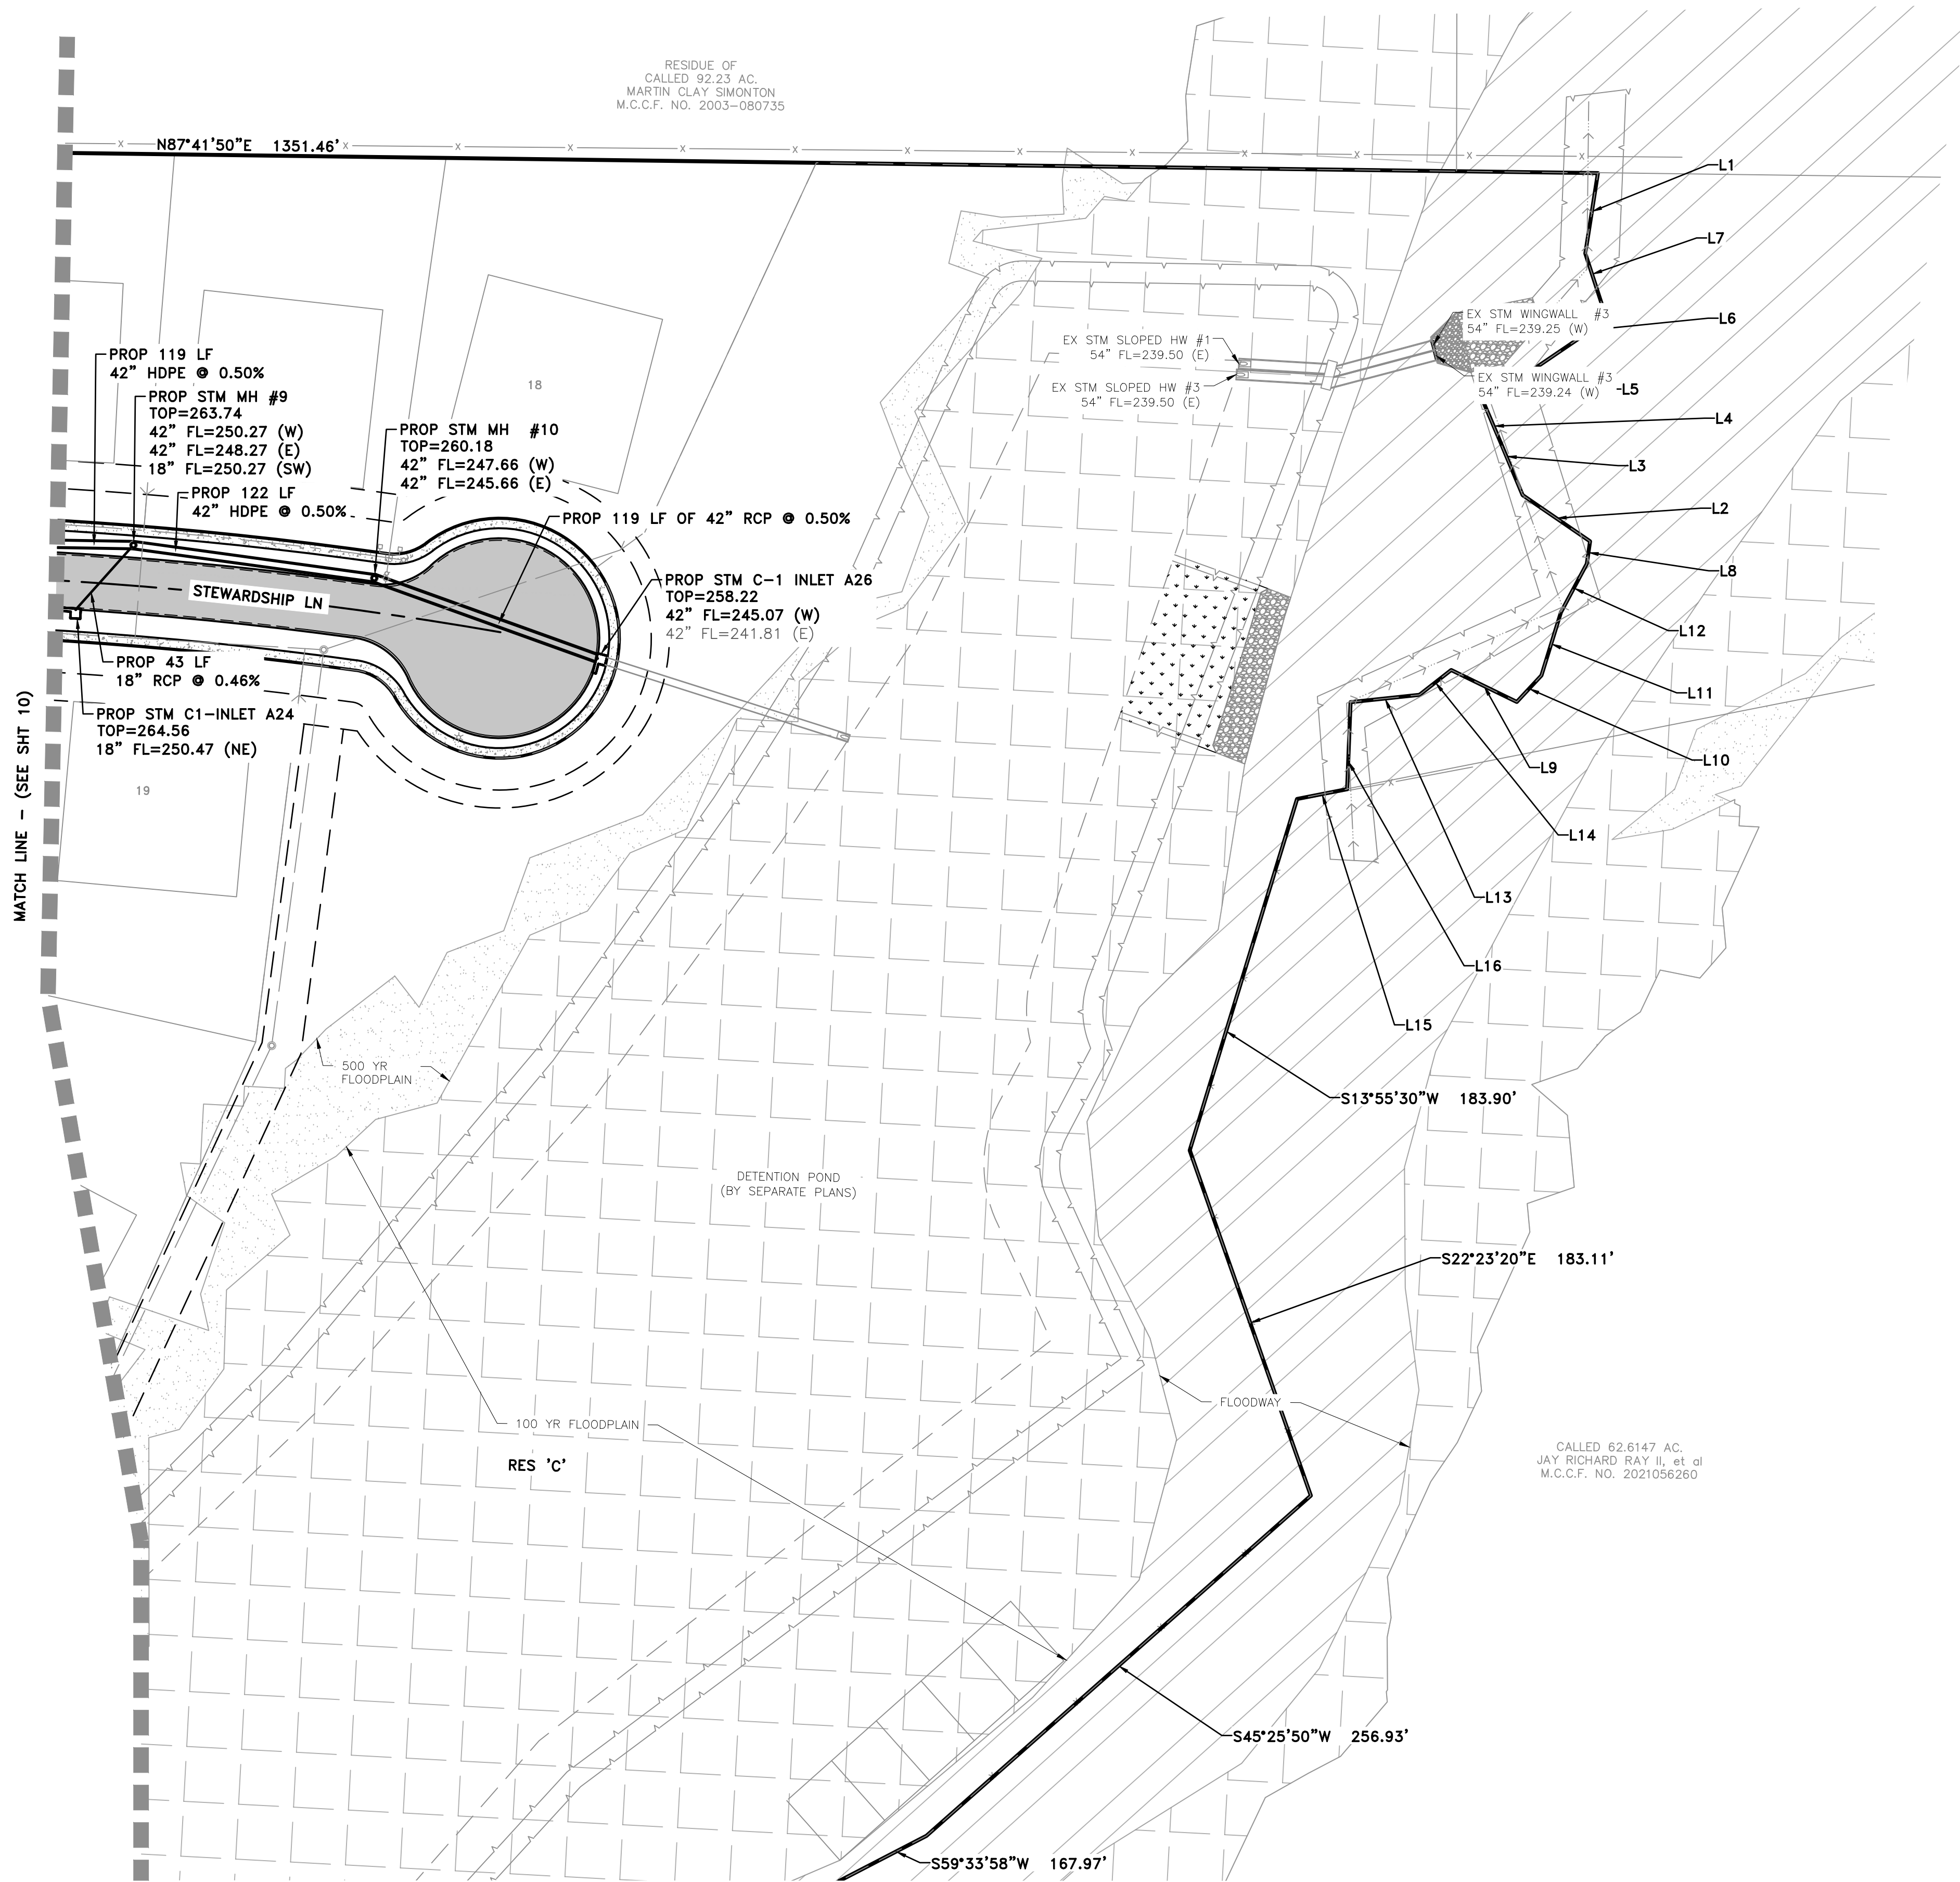 RESIDUE OF
CALLED 92.23 AC.
MARTIN CLAY SIMONTON
M.C.C.F. NO. 2003-080735
N87°41'50"E 1351.46'
L1
L7
L6
EX STM WINGWALL #3
54" FL=239.25 (W)
EX STM SLOPED HW #1
54" FL=239.50 (E)
EX STM WINGWALL #3
54" FL=239.24 (W)
EX STM SLOPED HW #3
54" FL=239.50 (E)
L5
L4
L3
L2
L8
L12
L11
L10
L9
L14
L13
L16
L15
PROP 119 LF
42" HDPE @ 0.50%
PROP STM MH #9
TOP=263.74
42" FL=250.27 (W)
42" FL=248.27 (E)
18" FL=250.27 (SW)
18
PROP STM MH #10
TOP=260.18
42" FL=247.66 (W)
42" FL=245.66 (E)
PROP 122 LF
42" HDPE @ 0.50%
PROP 119 LF OF 42" RCP @ 0.50%
PROP STM C-1 INLET A26
TOP=258.22
42" FL=245.07 (W)
42" FL=241.81 (E)
STEWARDSHIP LN
PROP 43 LF
18" RCP @ 0.46%
PROP STM C1-INLET A24
TOP=264.56
18" FL=250.47 (NE)
19
MATCH LINE - (SEE SHT 10)
500 YR
FLOODPLAIN
S13°55'30"W 183.90'
DETENTION POND
(BY SEPARATE PLANS)
S22°23'20"E 183.11'
FLOODWAY
100 YR FLOODPLAIN
RES 'C'
CALLED 62.6147 AC.
JAY RICHARD RAY II, et al
M.C.C.F. NO. 2021056260
S45°25'50"W 256.93'
S59°33'58"W 167.97'